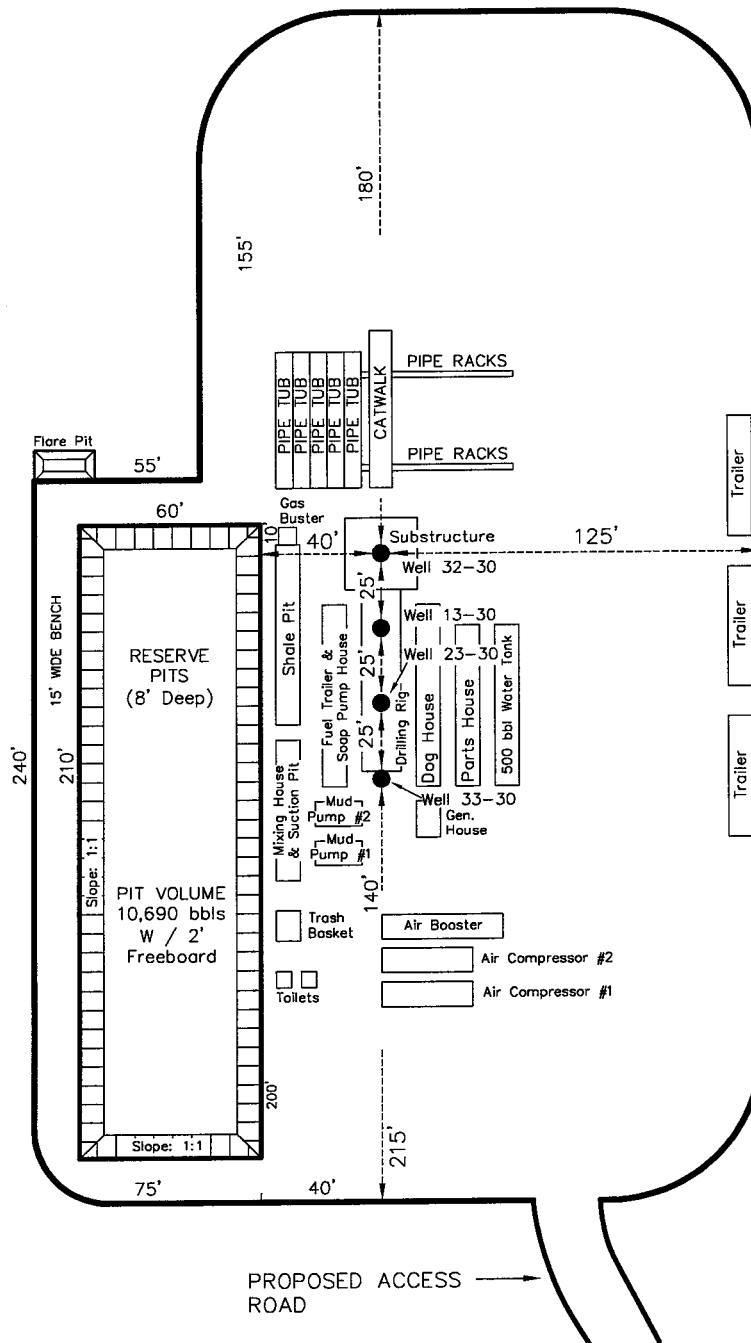 180'
155'
PIPE TUB
PIPE TUB
PIPE TUB
PIPE TUB
PIPE TUB
CATWALK
PIPE RACKS
PIPE RACKS
Trailer
Flare Pit
55'
60'
Gas
Buster
10'
40'
Substructure
125'
Well 32-30
25'
Well 13-30
25'
Well 23-30
25'
Well 33-30
Trailer
Trailer
15' WIDE BENCH
RESERVE
PITS
(8' Deep)
Shale Pit
Fuel Trailer &
Soap Pump House
Drilling Rig
Dog House
Parts House
500 bbl Water Tank
240'
210'
Slope: 1:1
Mixing House
& Suction Pit
Mud
Pump #2
Mud
Pump #1
Gen.
House
PIT VOLUME
10,690 bbls
W / 2'
Freeboard
140'
Trash
Basket
Air Booster
Air Compressor #2
Toilets
Air Compressor #1
200'
Slope: 1:1
215'
75'
40'
PROPOSED ACCESS
ROAD